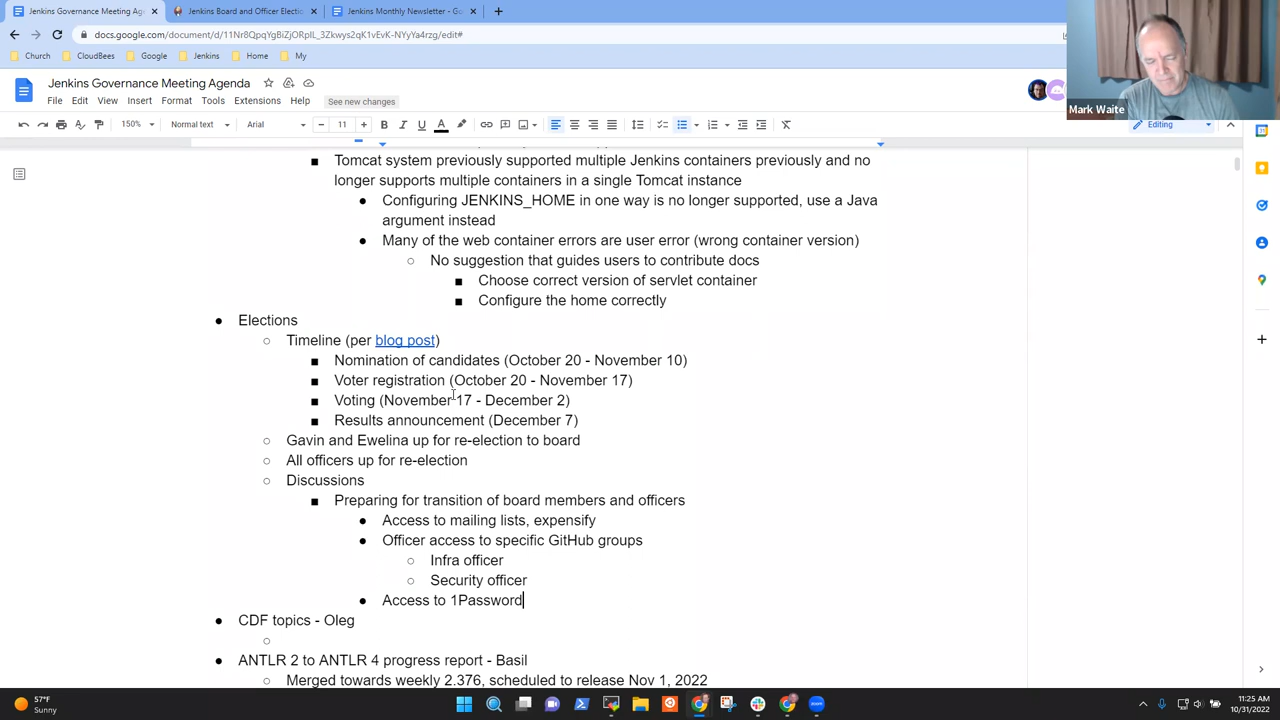 Jenkins Governance Meeting Ag
Jenkins Board and Officer Electio
Jenkins Monthly Newsletter - Go
docs.google.com/document/d/11Nr8QpqYgBiZjORpIL_3Zkwys2qK1vEvK-NYyYa4rzg/edit#
Church
CloudBees
Google
Jenkins
Home
My
Mark Waite
Jenkins Governance Meeting Agenda
File Edit View Insert Format Tools Extensions Help
See new changes
150% Normal text Arial 11
Editing
Tomcat system previously supported multiple Jenkins containers previously and no
longer supports multiple containers in a single Tomcat instance
Configuring JENKINS_HOME in one way is no longer supported, use a Java
argument instead
Many of the web container errors are user error (wrong container version)
No suggestion that guides users to contribute docs
Choose correct version of servlet container
Configure the home correctly
Elections
Timeline (per blog post)
Nomination of candidates (October 20 - November 10)
Voter registration (October 20 - November 17)
Voting (November 17 - December 2)
Results announcement (December 7)
Gavin and Ewelina up for re-election to board
All officers up for re-election
Discussions
Preparing for transition of board members and officers
Access to mailing lists, expensify
Officer access to specific GitHub groups
Infra officer
Security officer
Access to 1Password
CDF topics - Oleg
ANTLR 2 to ANTLR 4 progress report - Basil
Merged towards weekly 2.376, scheduled to release Nov 1, 2022
57°F
Sunny
11:25 AM
10/31/2022